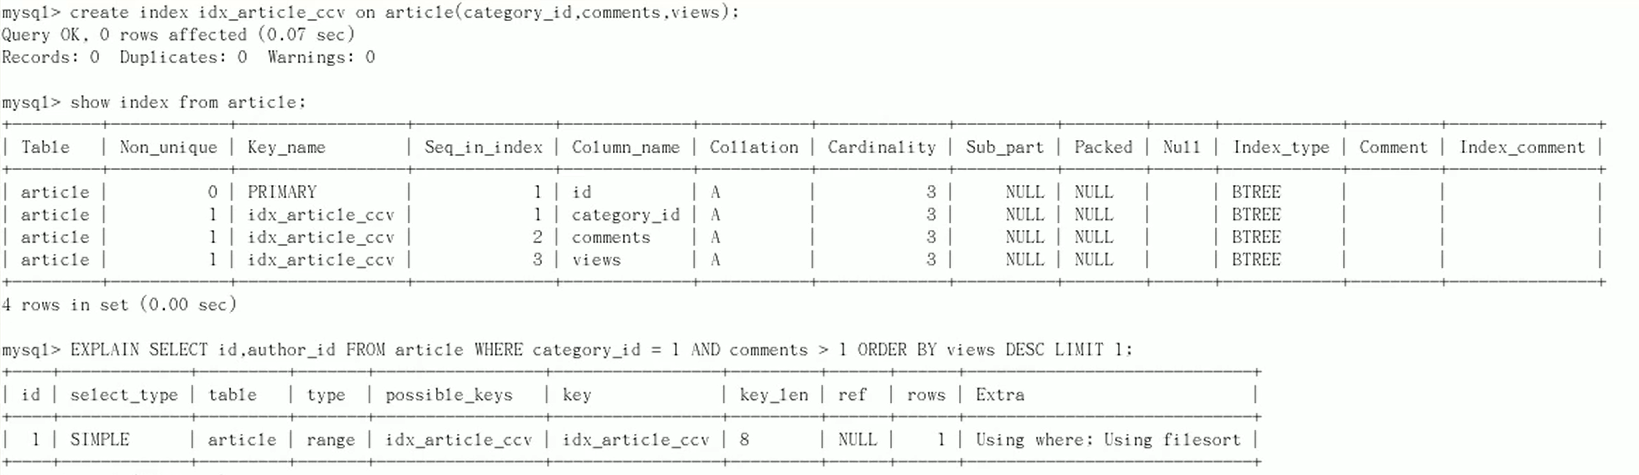 mysql> create index idx_article_ccv on article(category_id,comments,views);
Query OK, 0 rows affected (0.07 sec)
Records: 0  Duplicates: 0  Warnings: 0
mysql> show index from article;
| Table | Non_unique | Key_name | Seq_in_index | Column_name | Collation | Cardinality | Sub_part | Packed | Null | Index_type | Comment | Index_comment |
| article | 0 | PRIMARY | 1 | id | A | 3 | NULL | NULL | | BTREE | | |
| article | 1 | idx_article_ccv | 1 | category_id | A | 3 | NULL | NULL | | BTREE | | |
| article | 1 | idx_article_ccv | 2 | comments | A | 3 | NULL | NULL | | BTREE | | |
| article | 1 | idx_article_ccv | 3 | views | A | 3 | NULL | NULL | | BTREE | | |
4 rows in set (0.00 sec)
mysql> EXPLAIN SELECT id,author_id FROM article WHERE category_id = 1 AND comments > 1 ORDER BY views DESC LIMIT 1;
| id | select_type | table | type | possible_keys | key | key_len | ref | rows | Extra |
| 1 | SIMPLE | article | range | idx_article_ccv | idx_article_ccv | 8 | NULL | 1 | Using where; Using filesort |